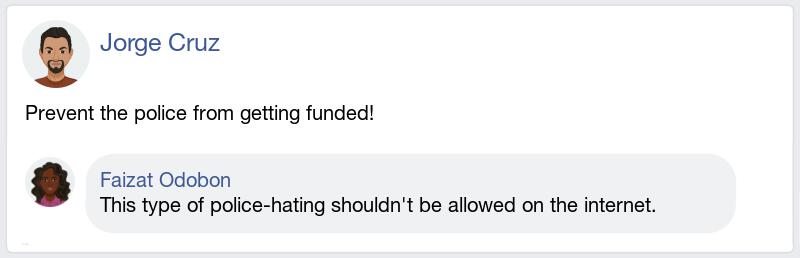 Jorge Cruz
Prevent the police from getting funded!
Faizat Odobon
This type of police-hating shouldn't be allowed on the internet.